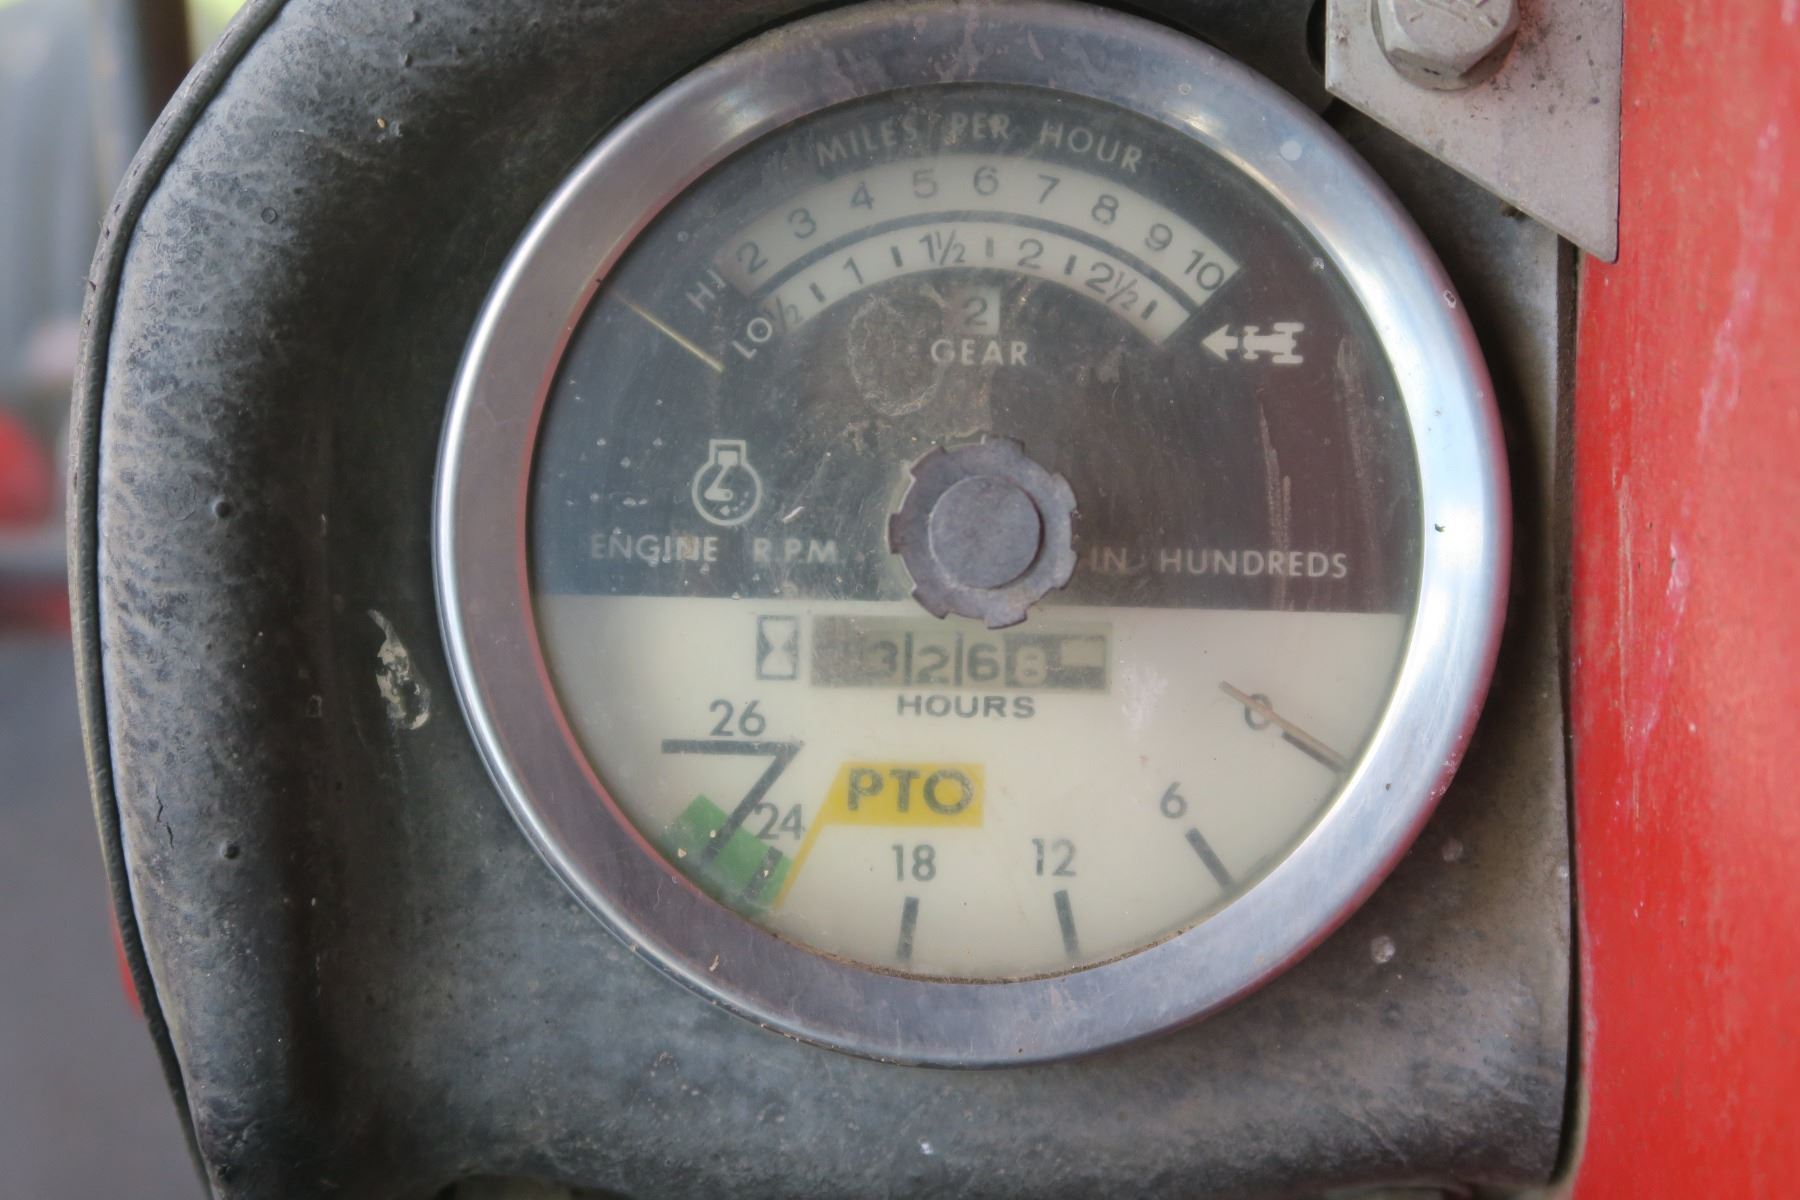 MILES PER HOUR
HI 2 3 4 5 6 7 8 9 10
LO ½ 1 1½ 2 2½
2
GEAR
ENGINE R.P.M. IN HUNDREDS
3268
HOURS
26 24 18 12 6 0
PTO